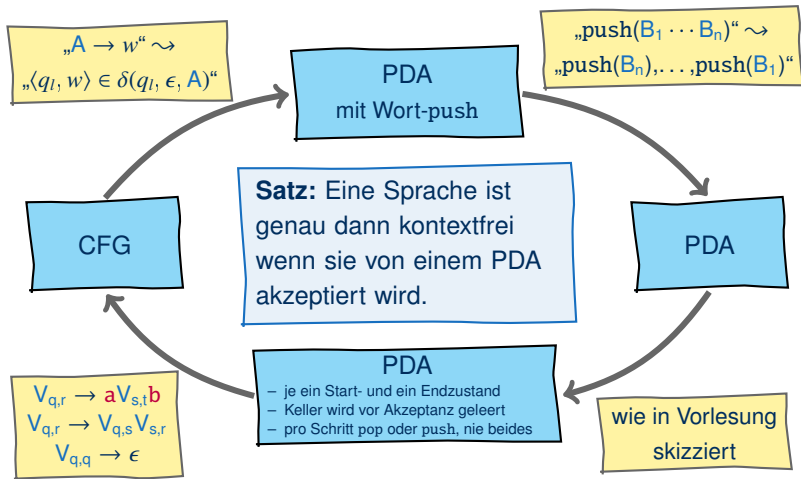 „A → w“ ⇝
„⟨q_l, w⟩ ∈ δ(q_l, ϵ, A)“
PDA
mit Wort-push
„push(B₁ ⋯ Bₙ)“ ⇝
„push(Bₙ),…,push(B₁)“
CFG
Satz: Eine Sprache ist
genau dann kontextfrei
wenn sie von einem PDA
akzeptiert wird.
PDA
V_q,r → aV_s,tb
V_q,r → V_q,sV_s,r
V_q,q → ϵ
PDA
– je ein Start- und ein Endzustand
– Keller wird vor Akzeptanz geleert
– pro Schritt pop oder push, nie beides
wie in Vorlesung
skizziert